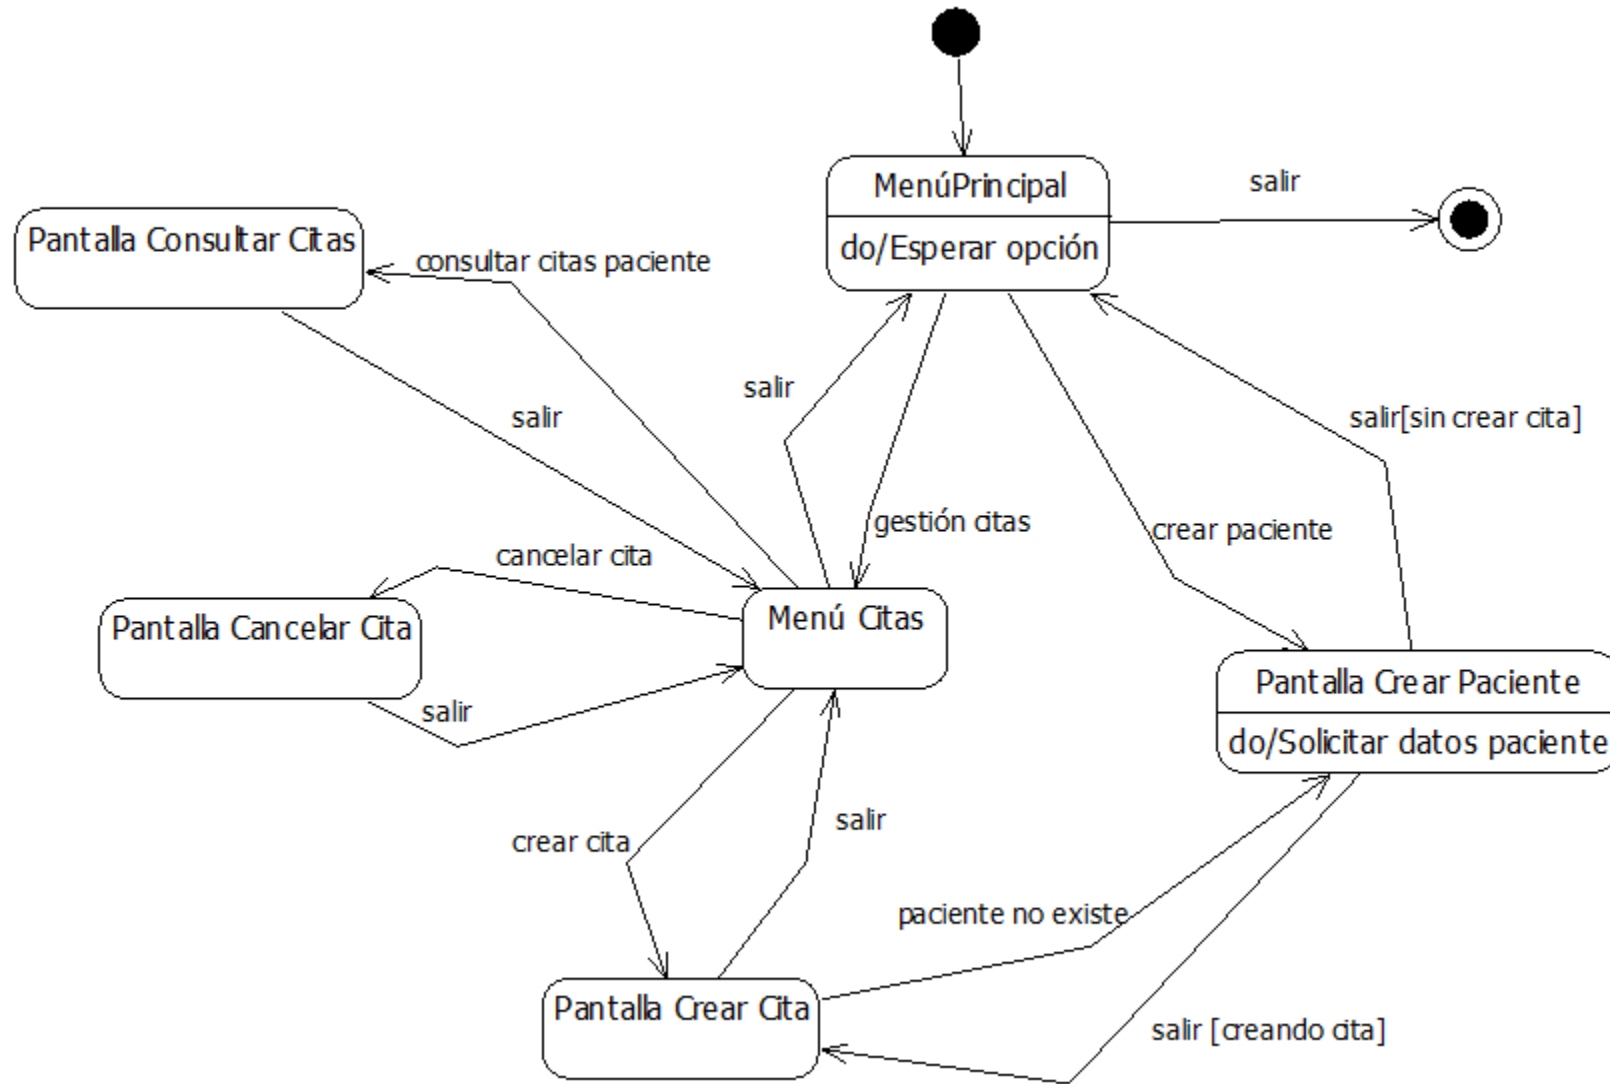 MenúPrincipal
do/Esperar opción
salir
Pantalla Consultar Citas
consultar citas paciente
salir
salir
salir[sin crear cita]
gestión citas
crear paciente
cancelar cita
Menú Citas
Pantalla Cancelar Cita
salir
Pantalla Crear Paciente
do/Solicitar datos paciente
crear cita
salir
paciente no existe
Pantalla Crear Cita
salir [creando cita]